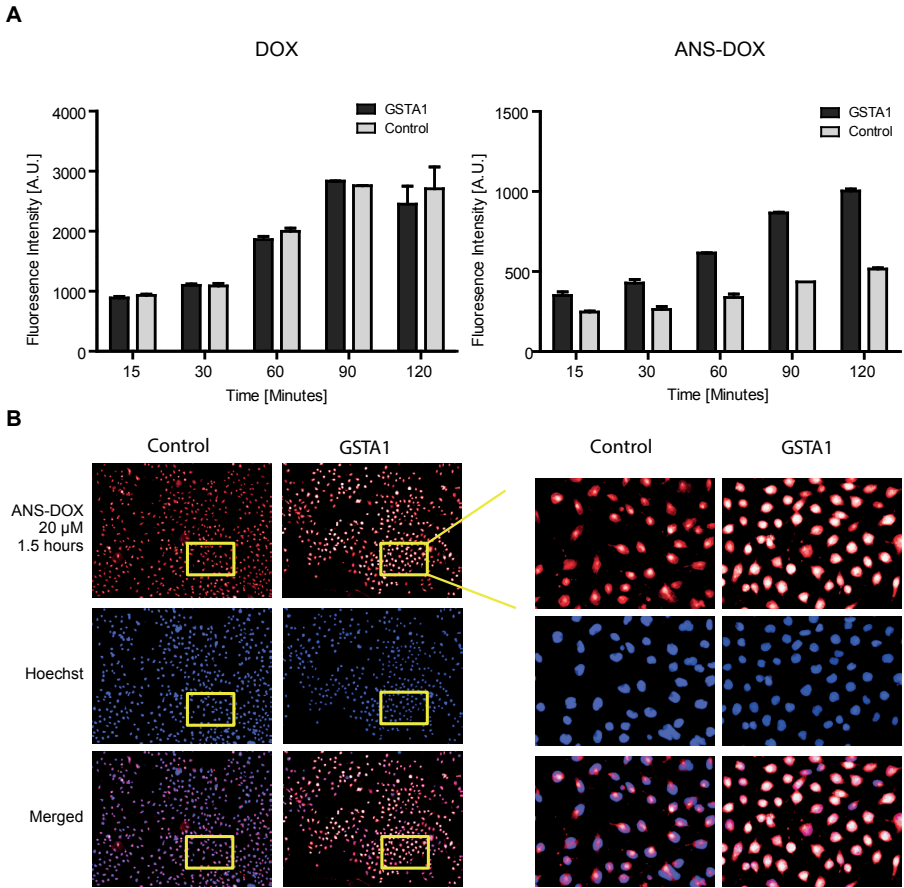 A
DOX
ANS-DOX
4000
3000
2000
1000
0
Fluoresence Intensity [A.U.]
GSTA1
Control
15 30 60 90 120
Time [Minutes]
1500
1000
500
0
Fluoresence Intensity [A.U.]
GSTA1
Control
15 30 60 90 120
Time [Minutes]
B
Control GSTA1
Control GSTA1
ANS-DOX
20 µM
1.5 hours
Hoechst
Merged